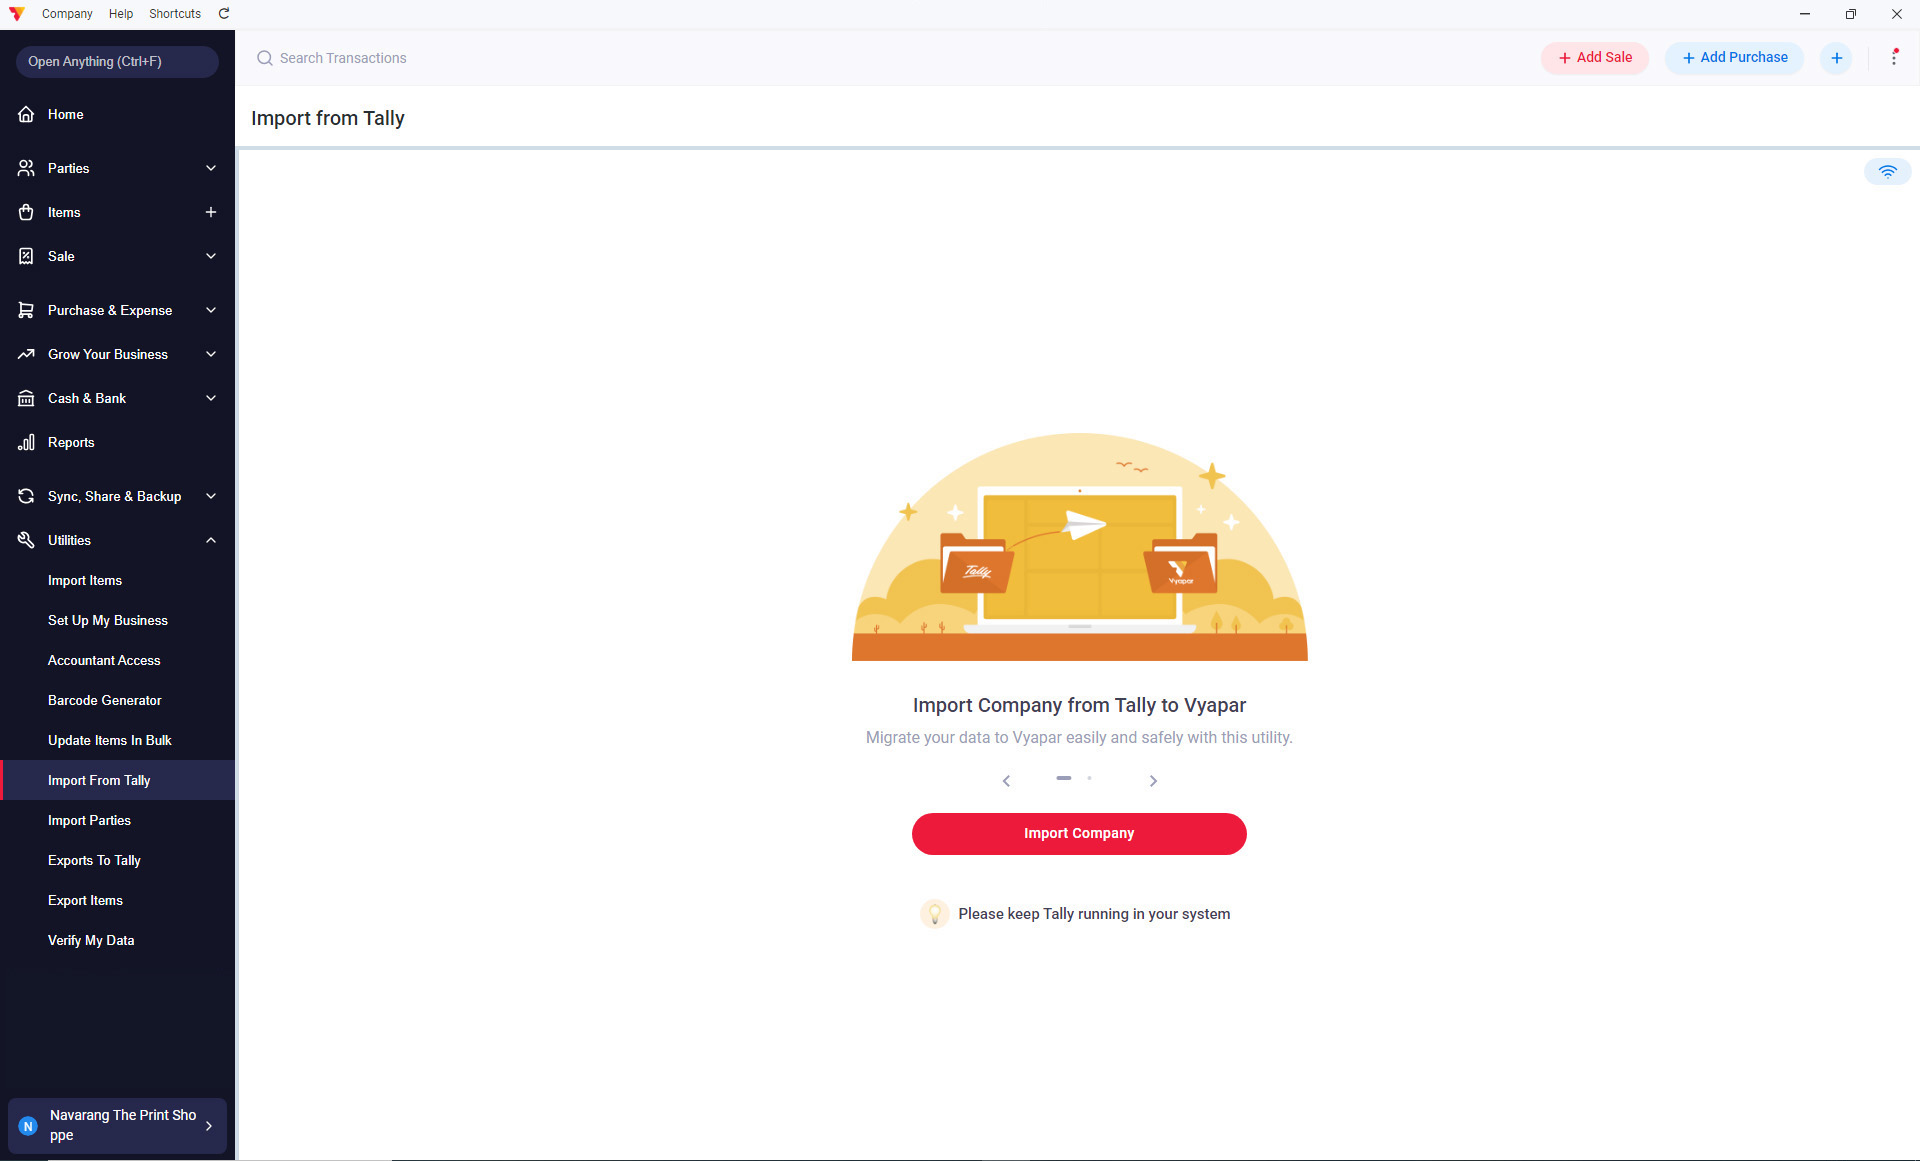 Company Help Shortcuts
Open Anything (Ctrl+F)
Search Transactions
Add Sale
Add Purchase
Import from Tally
Home
Parties
Items
Sale
Purchase & Expense
Grow Your Business
Cash & Bank
Reports
Sync, Share & Backup
Utilities
Import Items
Set Up My Business
Accountant Access
Barcode Generator
Update Items In Bulk
Import From Tally
Import Parties
Exports To Tally
Export Items
Verify My Data
N
Navarang The Print Sho
ppe
Tally
Vyapar
Import Company from Tally to Vyapar
Migrate your data to Vyapar easily and safely with this utility.
Import Company
Please keep Tally running in your system